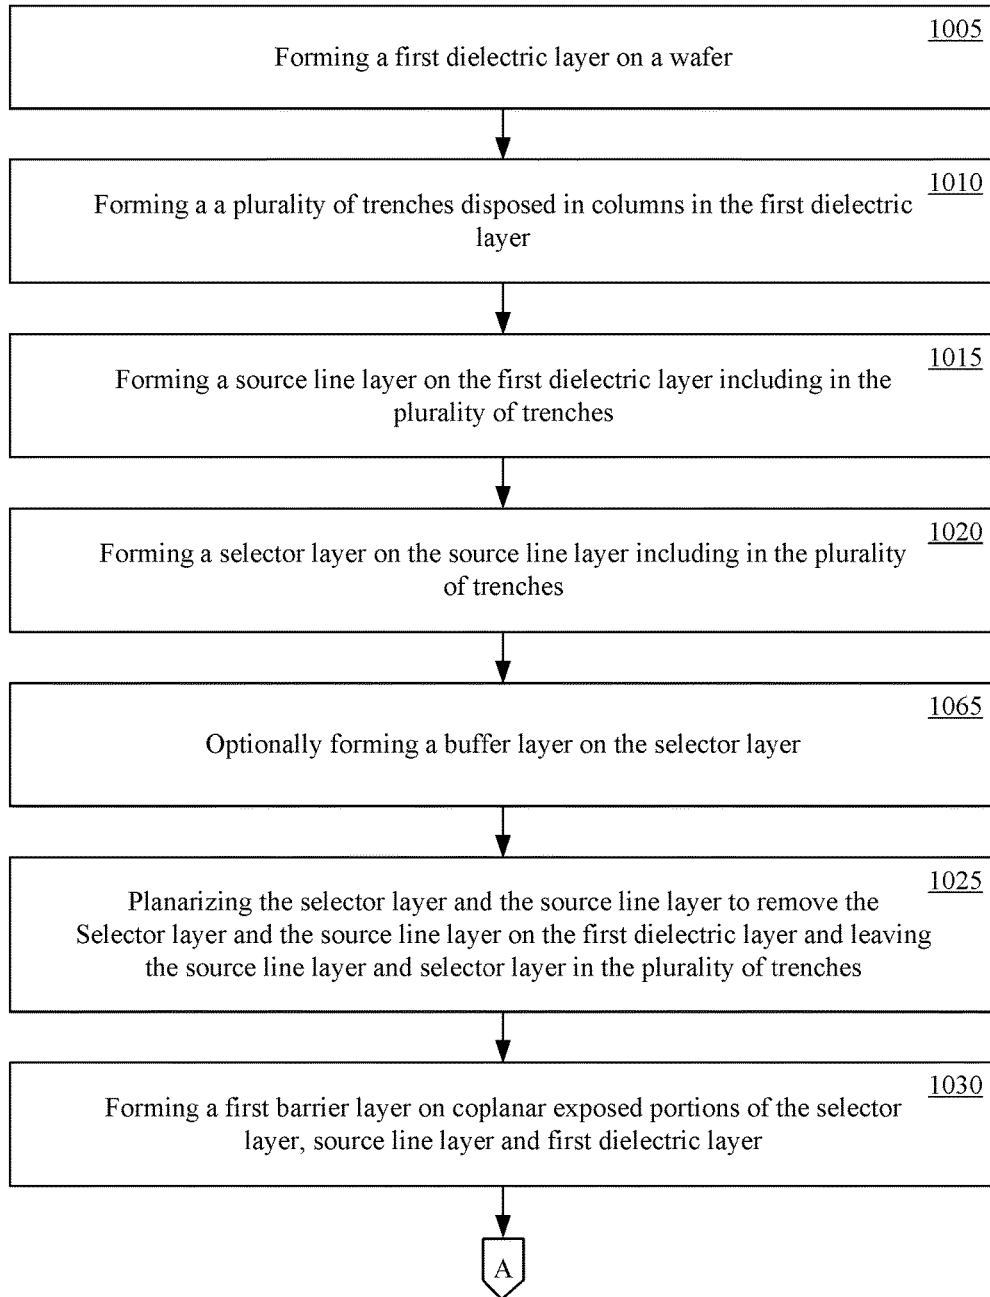 1005
Forming a first dielectric layer on a wafer
1010
Forming a a plurality of trenches disposed in columns in the first dielectric
layer
1015
Forming a source line layer on the first dielectric layer including in the
plurality of trenches
1020
Forming a selector layer on the source line layer including in the plurality
of trenches
1065
Optionally forming a buffer layer on the selector layer
1025
Planarizing the selector layer and the source line layer to remove the
Selector layer and the source line layer on the first dielectric layer and leaving
the source line layer and selector layer in the plurality of trenches
1030
Forming a first barrier layer on coplanar exposed portions of the selector
layer, source line layer and first dielectric layer
A